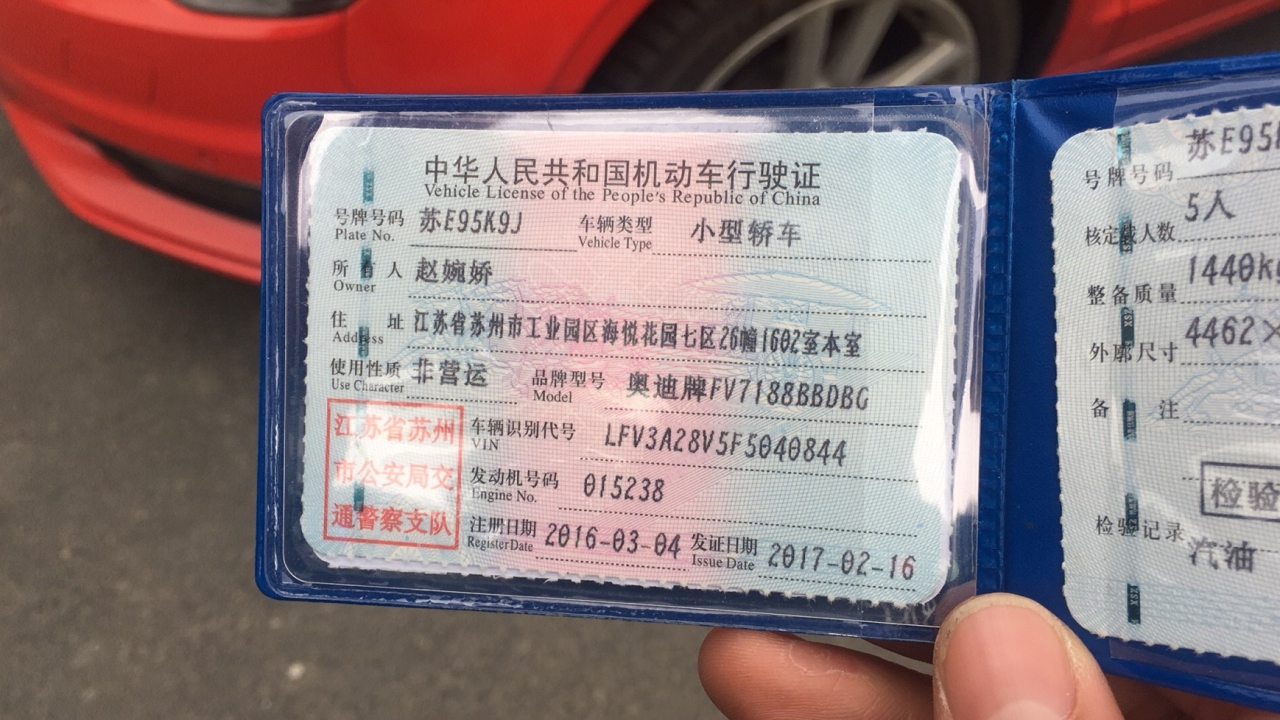 中华人民共和国机动车行驶证
Vehicle License of the People's Republic of China
号牌号码 苏E95K9J 车辆类型 小型轿车
Plate No. Vehicle Type
所有人 赵婉娇
Owner
住址 江苏省苏州市工业园区海悦花园七区26幢1602室本室
Address
使用性质 非营运 品牌型号 奥迪牌FV7188BBDBG
Use Character Model
车辆识别代号 LFV3A28V5F5040844
VIN
发动机号码 015238
Engine No.
注册日期 2016-03-04 发证日期 2017-02-16
Register Date Issue Date
江苏省苏州
市公安局交
通警察支队
号牌号码 苏E95
核定载人数 5人
整备质量 1440k
外廓尺寸 4462×
备注
检验
检验记录 汽油